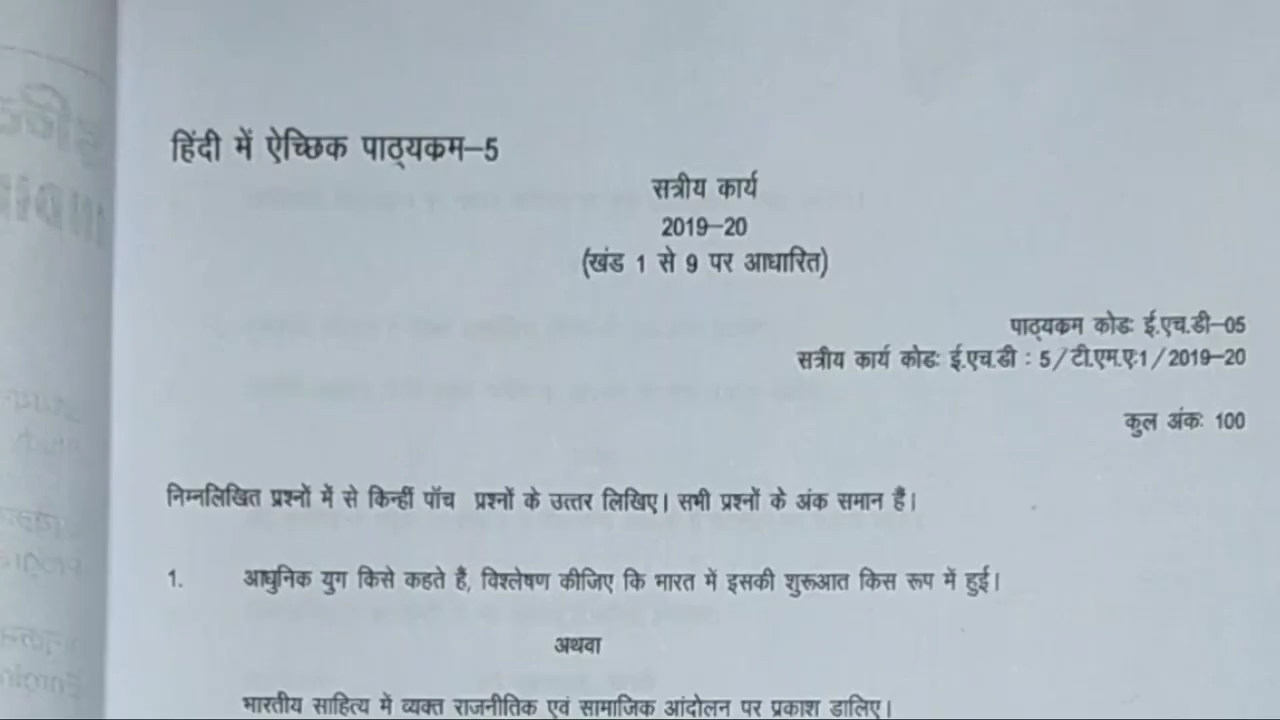 हिंदी में ऐच्छिक पाठ्यक्रम–5
सत्रीय कार्य
2019–20
(खंड 1 से 9 पर आधारित)
पाठ्यक्रम कोडः ई.एच.डी–05
सत्रीय कार्य कोडः ई.एच.डी : 5/टी.एम.ए:1/2019–20
कुल अंकः 100
निम्नलिखित प्रश्नों में से किन्हीं पाँच प्रश्नों के उत्तर लिखिए। सभी प्रश्नों के अंक समान हैं।
1. आधुनिक युग किसे कहते हैं, विश्लेषण कीजिए कि भारत में इसकी शुरूआत किस रूप में हुई।
अथवा
भारतीय साहित्य में व्यक्त राजनीतिक एवं सामाजिक आंदोलन पर प्रकाश डालिए।